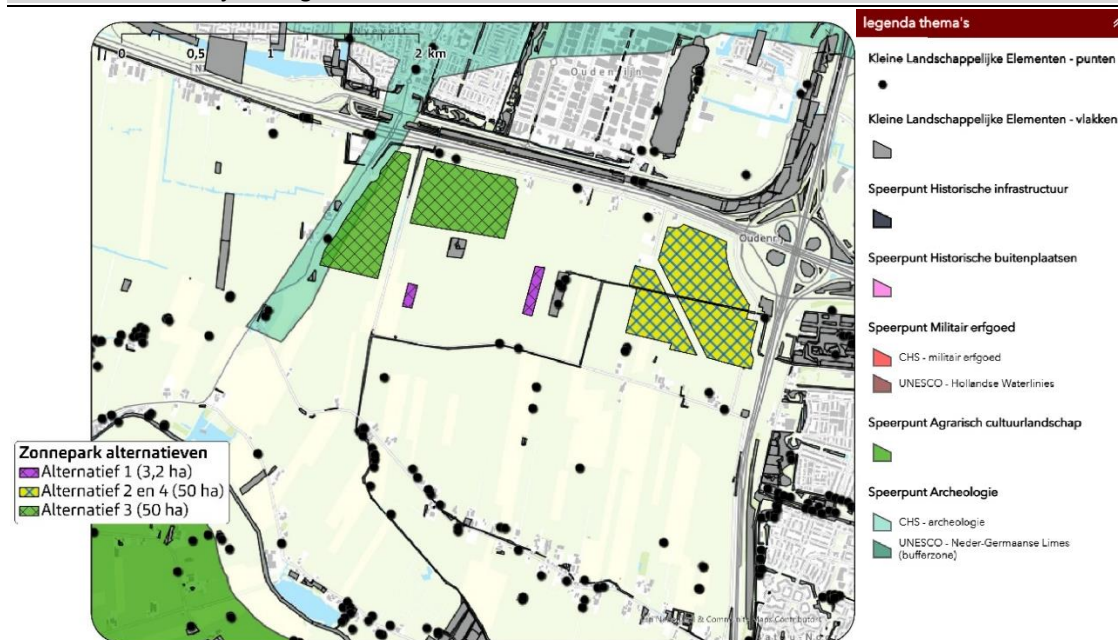 legenda thema's
0 0,5 1 2 km
Kleine Landschappelijke Elementen - punten
Oudenrijn
Kleine Landschappelijke Elementen - vlakken
Speerpunt Historische infrastructuur
Speerpunt Historische buitenplaatsen
Speerpunt Militair erfgoed
CHS - militair erfgoed
UNESCO - Hollandse Waterlinies
Speerpunt Agrarisch cultuurlandschap
Speerpunt Archeologie
CHS - archeologie
UNESCO - Neder-Germaanse Limes
(bufferzone)
Zonnepark alternatieven
Alternatief 1 (3,2 ha)
Alternatief 2 en 4 (50 ha)
Alternatief 3 (50 ha)